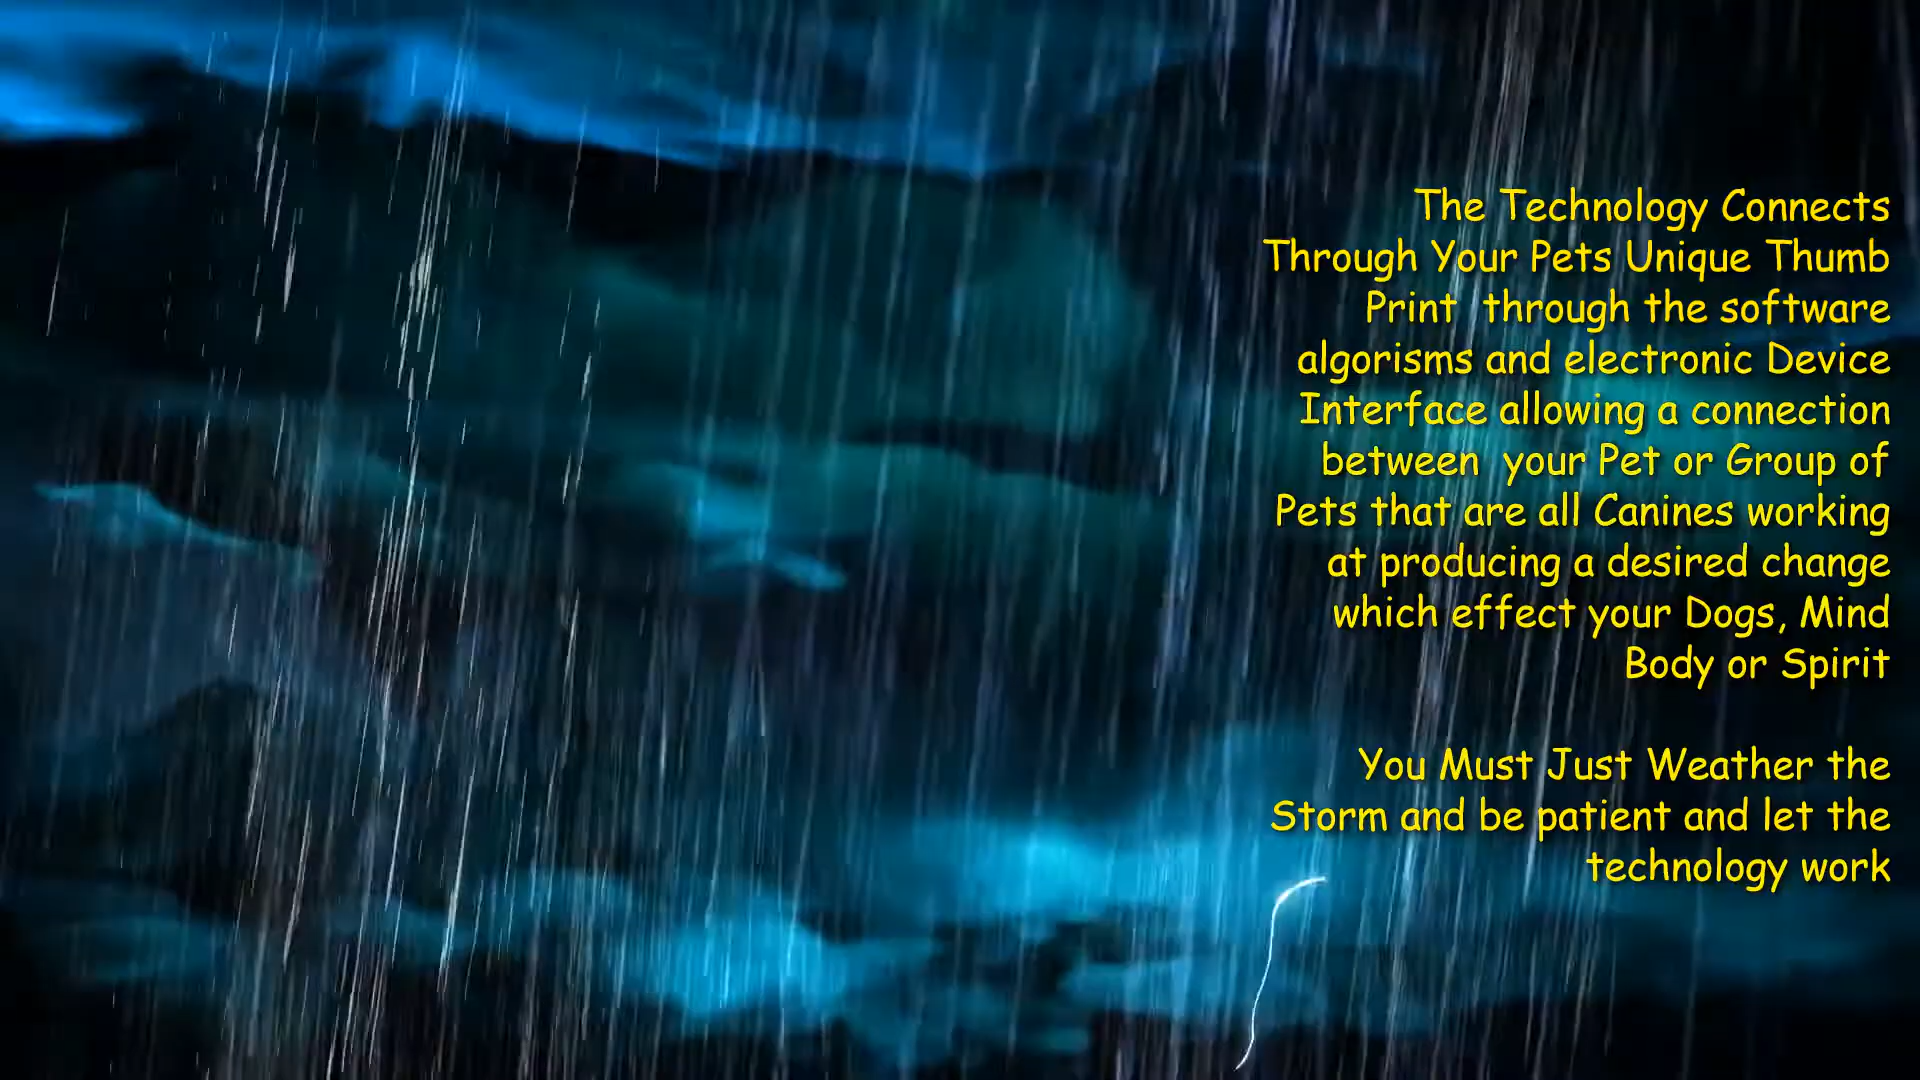 The Technology Connects
Through Your Pets Unique Thumb
Print  through the software
algorisms and electronic Device
Interface allowing a connection
between  your Pet or Group of
Pets that are all Canines working
at producing a desired change
which effect your Dogs, Mind
Body or Spirit
You Must Just Weather the
Storm and be patient and let the
technology work